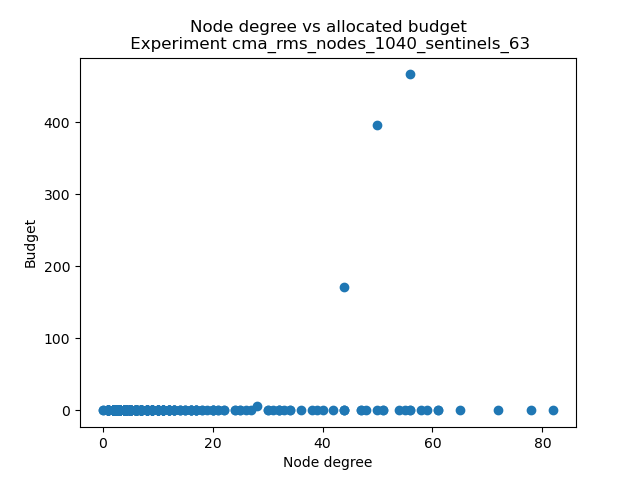 Node degree vs allocated budget
Experiment cma_rms_nodes_1040_sentinels_63
Budget
400
300
200
100
0
0 20 40 60 80
Node degree